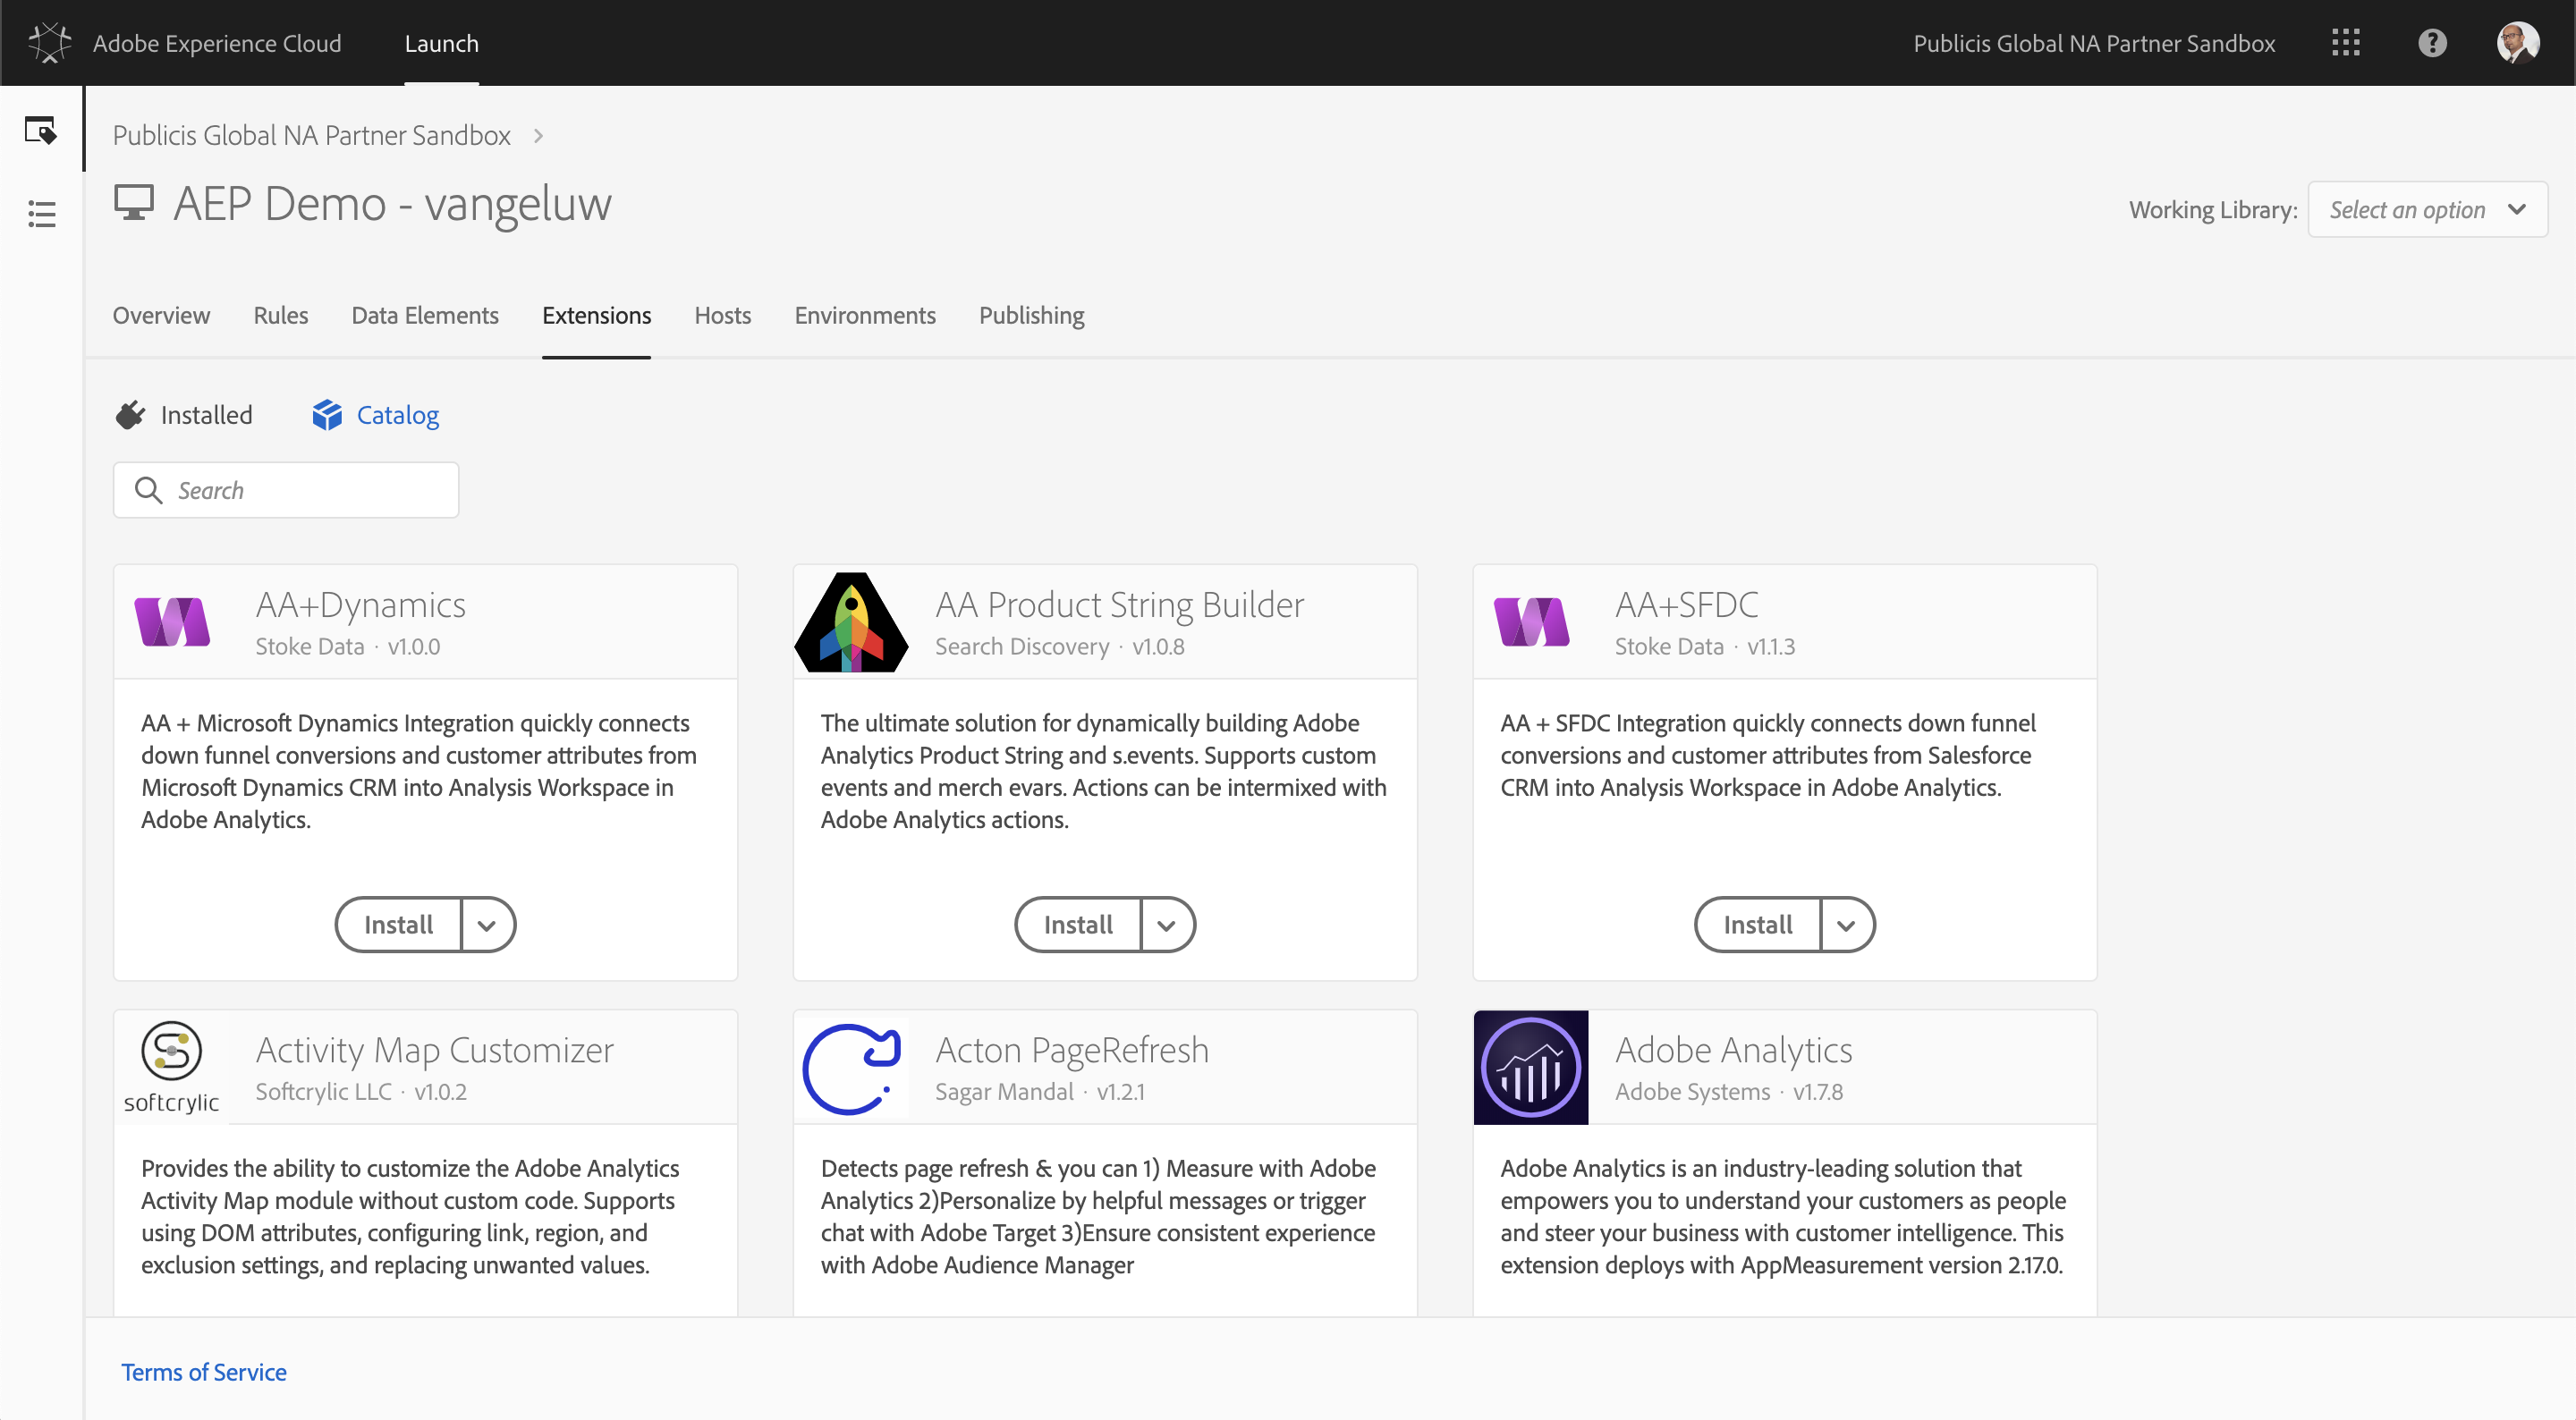 Adobe Experience Cloud
Launch
Publicis Global NA Partner Sandbox
Publicis Global NA Partner Sandbox
AEP Demo - vangeluw
Working Library:
Select an option
Overview
Rules
Data Elements
Extensions
Hosts
Environments
Publishing
Installed
Catalog
Search
AA+Dynamics
Stoke Data · v1.0.0
AA + Microsoft Dynamics Integration quickly connects
down funnel conversions and customer attributes from
Microsoft Dynamics CRM into Analysis Workspace in
Adobe Analytics.
Install
AA Product String Builder
Search Discovery · v1.0.8
The ultimate solution for dynamically building Adobe
Analytics Product String and s.events. Supports custom
events and merch evars. Actions can be intermixed with
Adobe Analytics actions.
Install
AA+SFDC
Stoke Data · v1.1.3
AA + SFDC Integration quickly connects down funnel
conversions and customer attributes from Salesforce
CRM into Analysis Workspace in Adobe Analytics.
Install
softcrylic
Activity Map Customizer
Softcrylic LLC · v1.0.2
Provides the ability to customize the Adobe Analytics
Activity Map module without custom code. Supports
using DOM attributes, configuring link, region, and
exclusion settings, and replacing unwanted values.
Acton PageRefresh
Sagar Mandal · v1.2.1
Detects page refresh & you can 1) Measure with Adobe
Analytics 2)Personalize by helpful messages or trigger
chat with Adobe Target 3)Ensure consistent experience
with Adobe Audience Manager
Adobe Analytics
Adobe Systems · v1.7.8
Adobe Analytics is an industry-leading solution that
empowers you to understand your customers as people
and steer your business with customer intelligence. This
extension deploys with AppMeasurement version 2.17.0.
Terms of Service